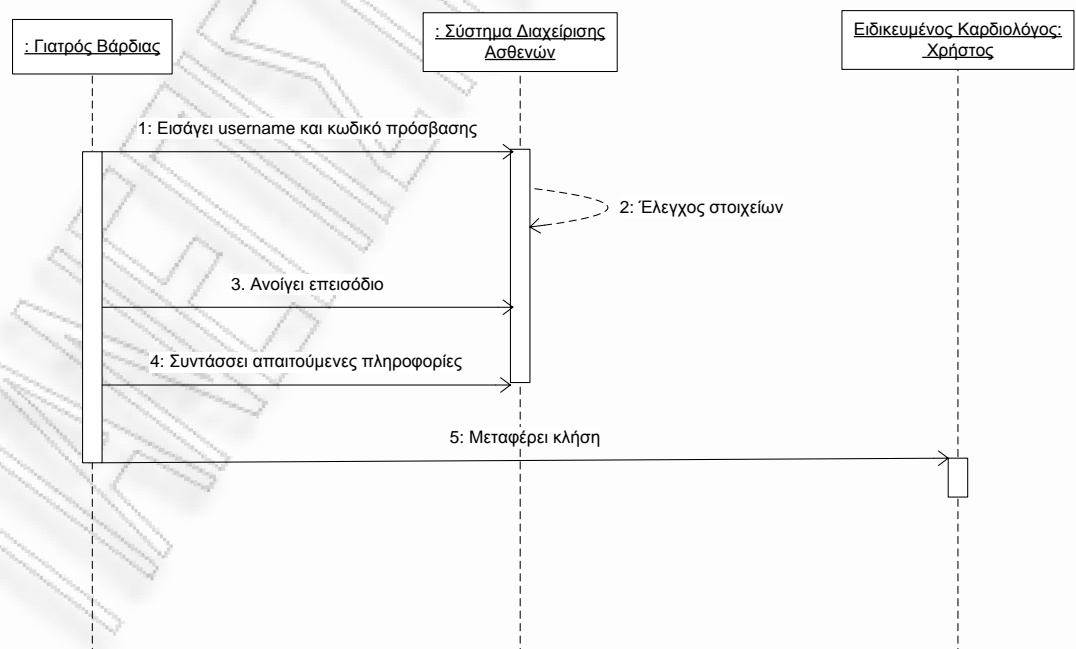 : Γιατρός Βάρδιας
: Σύστημα Διαχείρισης
Ασθενών
Ειδικευμένος Καρδιολόγος:
Χρήστος
1: Εισάγει username και κωδικό πρόσβασης
2: Έλεγχος στοιχείων
3. Ανοίγει επεισόδιο
4: Συντάσσει απαιτούμενες πληροφορίες
5: Μεταφέρει κλήση